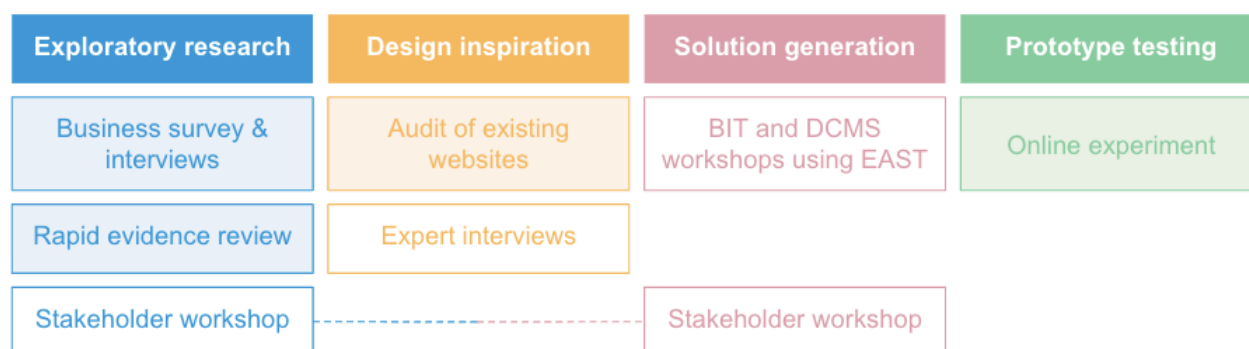 Exploratory research
Design inspiration
Solution generation
Prototype testing
Business survey &
interviews
Audit of existing
websites
BIT and DCMS
workshops using EAST
Online experiment
Rapid evidence review
Expert interviews
Stakeholder workshop
Stakeholder workshop